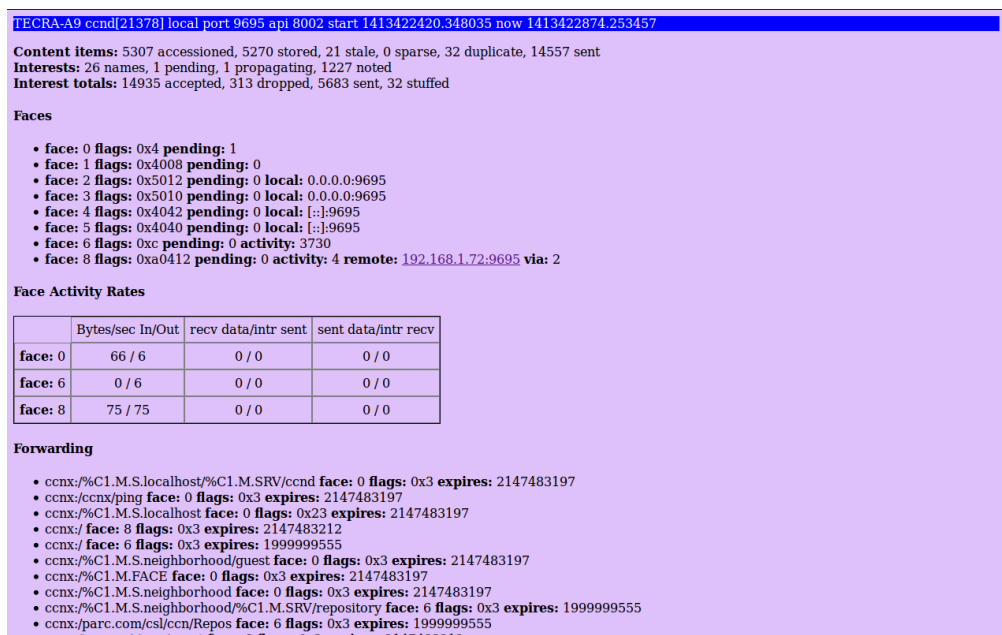 TECRA-A9 ccnd[21378] local port 9695 api 8002 start 1413422420.348035 now 1413422874.253457
Content items: 5307 accessioned, 5270 stored, 21 stale, 0 sparse, 32 duplicate, 14557 sent
Interests: 26 names, 1 pending, 1 propagating, 1227 noted
Interest totals: 14935 accepted, 313 dropped, 5683 sent, 32 stuffed
Faces
• face: 0 flags: 0x4 pending: 1
• face: 1 flags: 0x4008 pending: 0
• face: 2 flags: 0x5012 pending: 0 local: 0.0.0.0:9695
• face: 3 flags: 0x5010 pending: 0 local: 0.0.0.0:9695
• face: 4 flags: 0x4042 pending: 0 local: [::]:9695
• face: 5 flags: 0x4040 pending: 0 local: [::]:9695
• face: 6 flags: 0xc pending: 0 activity: 3730
• face: 8 flags: 0xa0412 pending: 0 activity: 4 remote: 192.168.1.72:9695 via: 2
Face Activity Rates
Bytes/sec In/Out recv data/intr sent sent data/intr recv
face: 0 66 / 6 0 / 0 0 / 0
face: 6 0 / 6 0 / 0 0 / 0
face: 8 75 / 75 0 / 0 0 / 0
Forwarding
• ccnx:/%C1.M.S.localhost/%C1.M.SRV/ccnd face: 0 flags: 0x3 expires: 2147483197
• ccnx:/ccnx/ping face: 0 flags: 0x3 expires: 2147483197
• ccnx:/%C1.M.S.localhost face: 0 flags: 0x23 expires: 2147483197
• ccnx:/ face: 8 flags: 0x3 expires: 2147483212
• ccnx:/ face: 6 flags: 0x3 expires: 1999999555
• ccnx:/%C1.M.S.neighborhood/guest face: 0 flags: 0x3 expires: 2147483197
• ccnx:/%C1.M.FACE face: 0 flags: 0x3 expires: 2147483197
• ccnx:/%C1.M.S.neighborhood face: 0 flags: 0x3 expires: 2147483197
• ccnx:/%C1.M.S.neighborhood/%C1.M.SRV/repository face: 6 flags: 0x3 expires: 1999999555
• ccnx:/parc.com/csl/ccn/Repos face: 6 flags: 0x3 expires: 1999999555